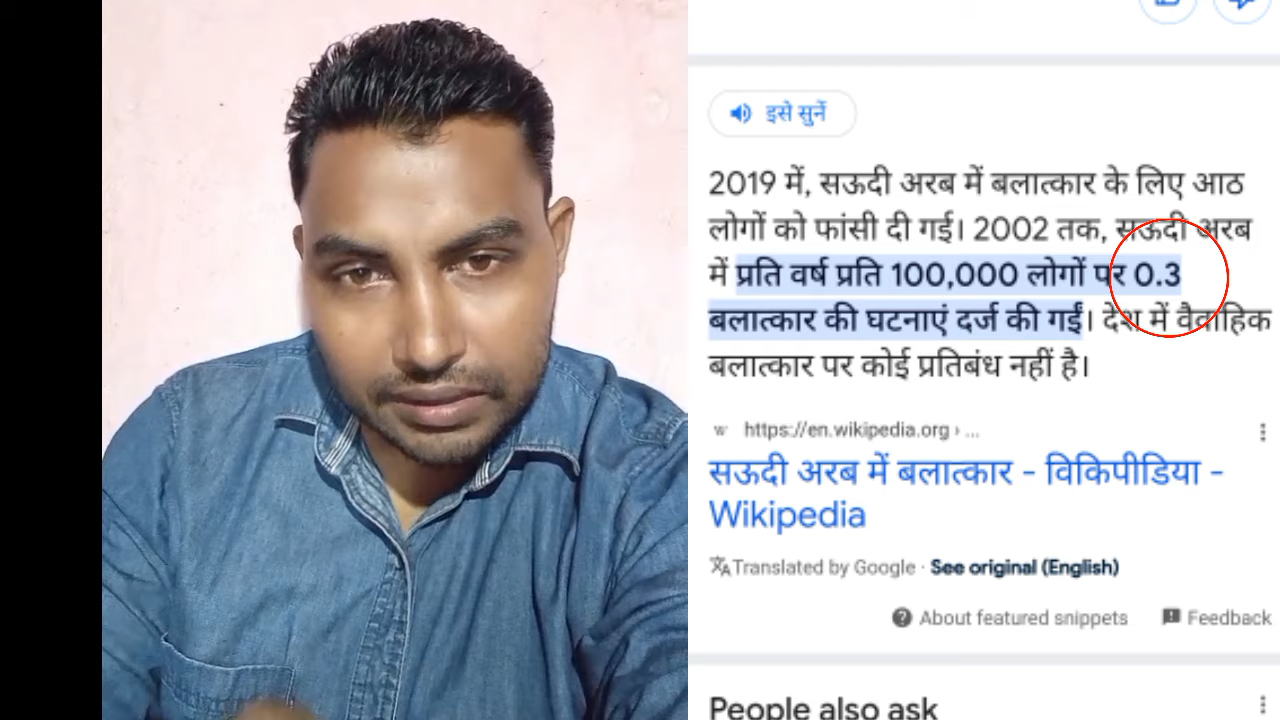 इसे सुनें
2019 में, सऊदी अरब में बलात्कार के लिए आठ
लोगों को फांसी दी गई। 2002 तक, सऊदी अरब
में प्रति वर्ष प्रति 100,000 लोगों पर 0.3
बलात्कार की घटनाएं दर्ज की गईं। देश में वैवाहिक
बलात्कार पर कोई प्रतिबंध नहीं है।
w https://en.wikipedia.org › ...
सऊदी अरब में बलात्कार - विकिपीडिया -
Wikipedia
Translated by Google · See original (English)
About featured snippets Feedback
People also ask